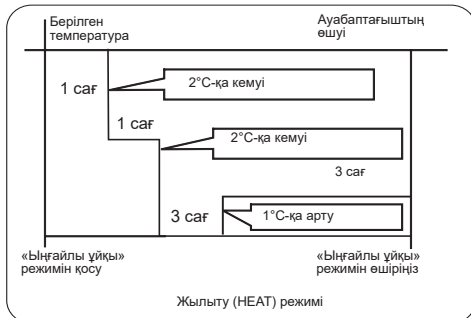 Берілген
температура
Ауабаптағыштың
өшуі
1 сағ
2°С-қа кемуі
1 сағ
2°С-қа кемуі
3 сағ
3 сағ
1°С-қа арту
«Ыңғайлы ұйқы»
режимін қосу
«Ыңғайлы ұйқы»
режимін өшіріңіз
Жылыту (HEAT) режимі